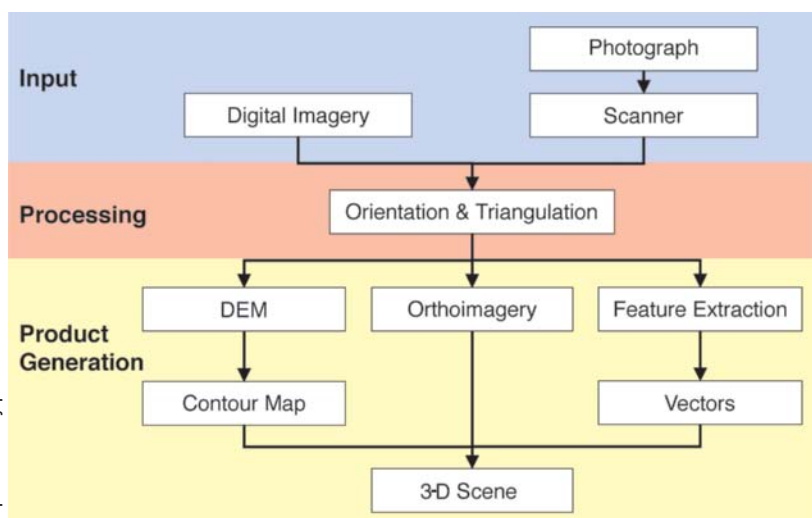 Input
Photograph
Digital Imagery
Scanner
Processing
Orientation & Triangulation
Product
Generation
DEM
Orthoimagery
Feature Extraction
Contour Map
Vectors
3-D Scene